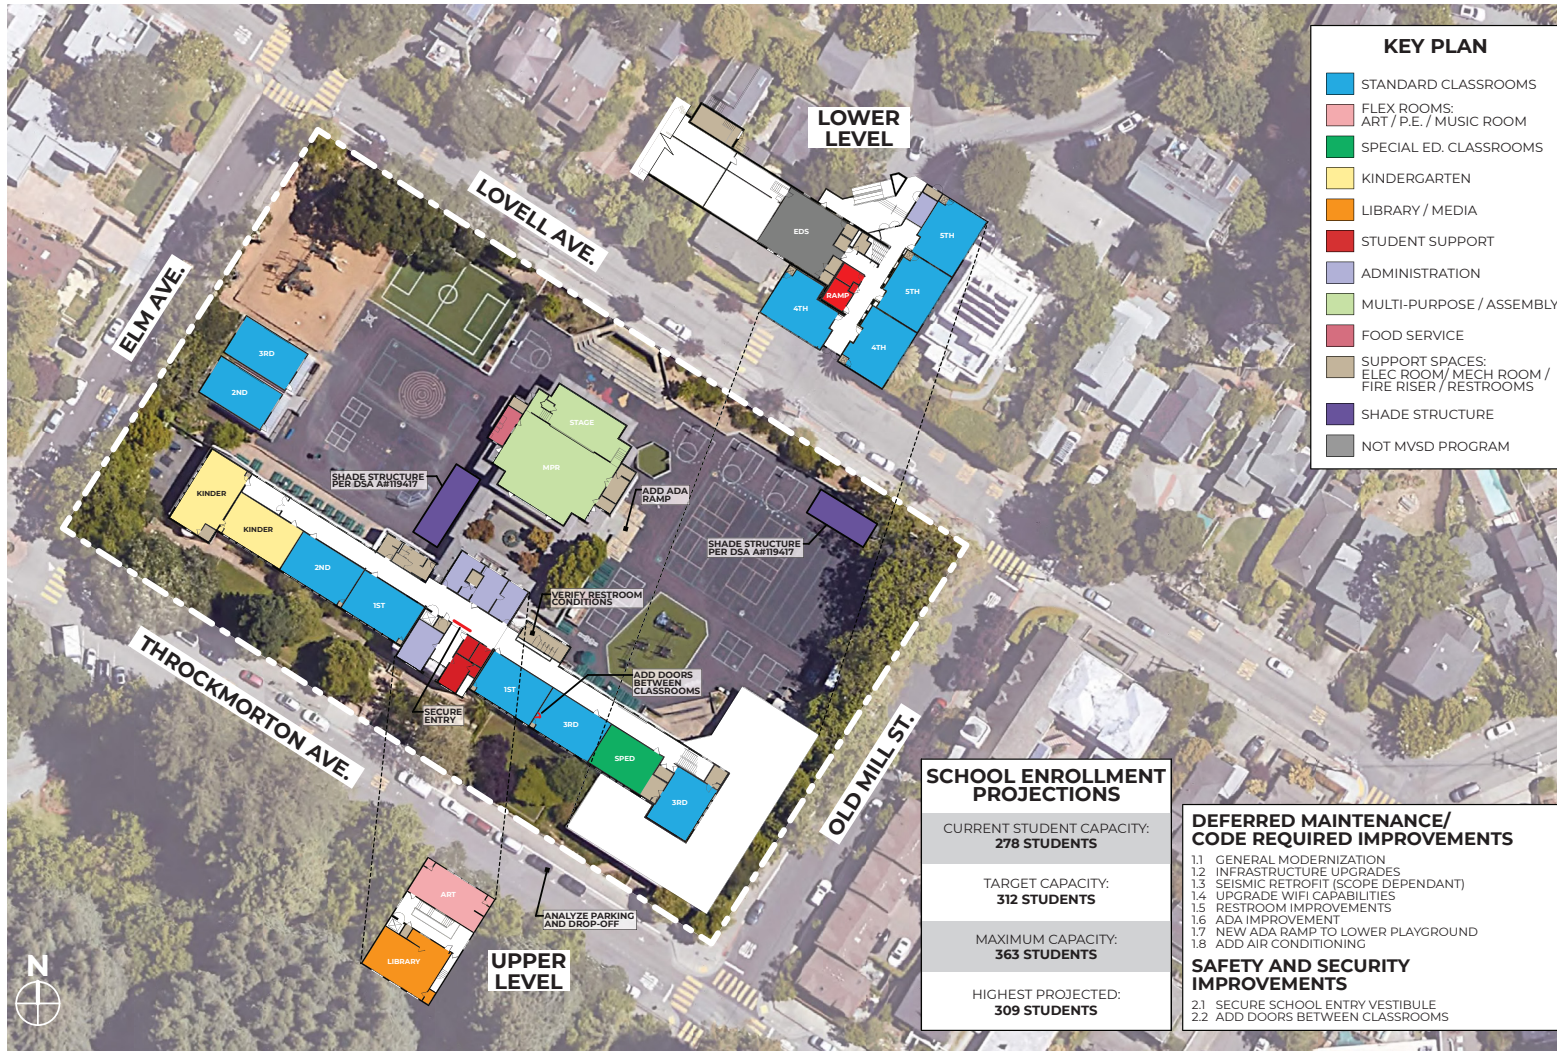 KEY PLAN
STANDARD CLASSROOMS
FLEX ROOMS:
ART / P.E. / MUSIC ROOM
SPECIAL ED. CLASSROOMS
KINDERGARTEN
LIBRARY / MEDIA
STUDENT SUPPORT
ADMINISTRATION
MULTI-PURPOSE / ASSEMBLY
FOOD SERVICE
SUPPORT SPACES:
ELEC ROOM/ MECH ROOM /
FIRE RISER / RESTROOMS
SHADE STRUCTURE
NOT MVSD PROGRAM
LOWER
LEVEL
EDS
RAMP
5TH
5TH
4TH
4TH
LOVELL AVE.
ELM AVE.
3RD
2ND
STAGE
MPR
SHADE STRUCTURE
PER DSA A#119417
ADD ADA
RAMP
SHADE STRUCTURE
PER DSA A#119417
KINDER
KINDER
2ND
1ST
VERIFY RESTROOM
CONDITIONS
ADD DOORS
BETWEEN
CLASSROOMS
SECURE
ENTRY
1ST
3RD
SPED
3RD
THROCKMORTON AVE.
OLD MILL ST.
ART
LIBRARY
UPPER
LEVEL
ANALYZE PARKING
AND DROP-OFF
N
SCHOOL ENROLLMENT
PROJECTIONS
CURRENT STUDENT CAPACITY:
278 STUDENTS
TARGET CAPACITY:
312 STUDENTS
MAXIMUM CAPACITY:
363 STUDENTS
HIGHEST PROJECTED:
309 STUDENTS
DEFERRED MAINTENANCE/
CODE REQUIRED IMPROVEMENTS
1.1 GENERAL MODERNIZATION
1.2 INFRASTRUCTURE UPGRADES
1.3 SEISMIC RETROFIT (SCOPE DEPENDANT)
1.4 UPGRADE WIFI CAPABILITIES
1.5 RESTROOM IMPROVEMENTS
1.6 ADA IMPROVEMENT
1.7 NEW ADA RAMP TO LOWER PLAYGROUND
1.8 ADD AIR CONDITIONING
SAFETY AND SECURITY
IMPROVEMENTS
2.1 SECURE SCHOOL ENTRY VESTIBULE
2.2 ADD DOORS BETWEEN CLASSROOMS